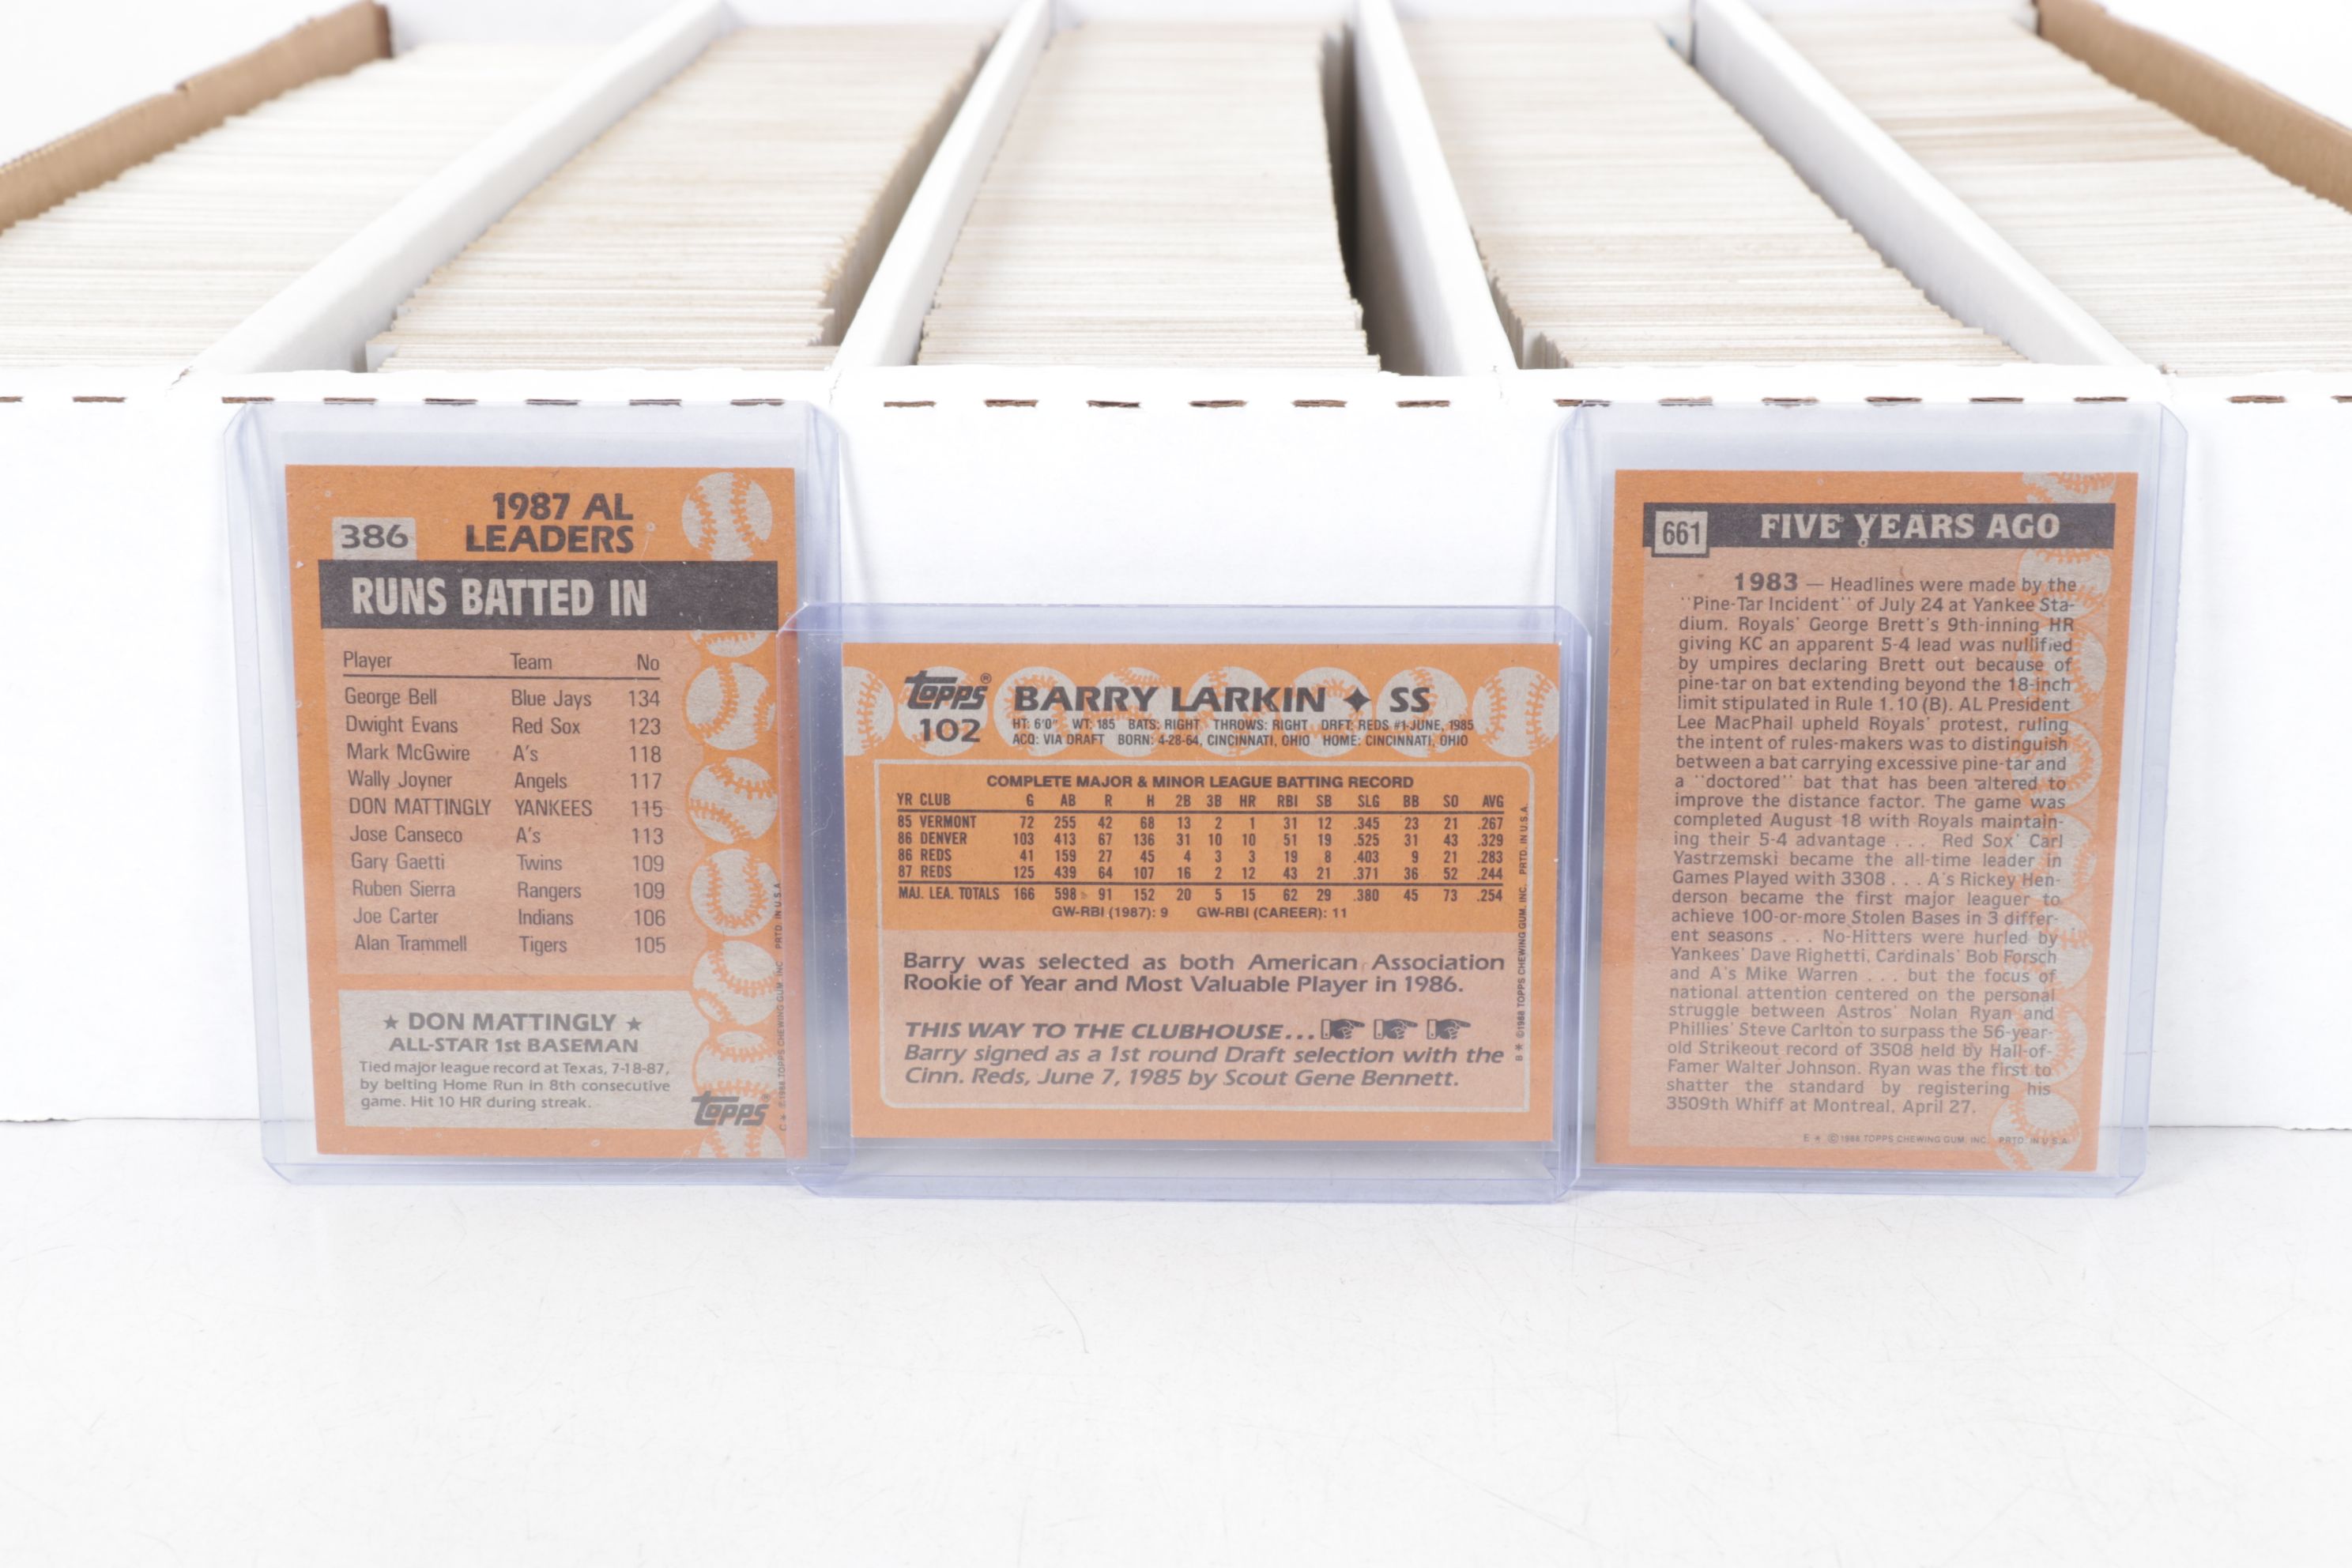 386
1987 AL
LEADERS
RUNS BATTED IN
Player Team No
George Bell Blue Jays 134
Dwight Evans Red Sox 123
Mark McGwire A's 118
Wally Joyner Angels 117
DON MATTINGLY YANKEES 115
Jose Canseco A's 113
Gary Gaetti Twins 109
Ruben Sierra Rangers 109
Joe Carter Indians 106
Alan Trammell Tigers 105
★ DON MATTINGLY ★
ALL-STAR 1st BASEMAN
Tied major league record at Texas, 7-18-87,
by belting Home Run in 8th consecutive
game. Hit 10 HR during streak.
Topps®
C ★ ©1988 TOPPS CHEWING GUM, INC. PRTD. IN U.S.A.
Topps®
102
BARRY LARKIN ✦ SS
HT: 6'0" WT: 185 BATS: RIGHT THROWS: RIGHT DRFT: REDS #1-JUNE, 1985
ACQ: VIA DRAFT BORN: 4-28-64, CINCINNATI, OHIO HOME: CINCINNATI, OHIO
COMPLETE MAJOR & MINOR LEAGUE BATTING RECORD
YR CLUB G AB R H 2B 3B HR RBI SB SLG BB SO AVG
85 VERMONT 72 255 42 68 13 2 1 31 12 .345 23 21 .267
86 DENVER 103 413 67 136 31 10 10 51 19 .525 31 43 .329
86 REDS 41 159 27 45 4 3 3 19 8 .403 9 21 .283
87 REDS 125 439 64 107 16 2 12 43 21 .371 36 52 .244
MAJ. LEA. TOTALS 166 598 91 152 20 5 15 62 29 .380 45 73 .254
GW-RBI (1987): 9 GW-RBI (CAREER): 11
Barry was selected as both American Association
Rookie of Year and Most Valuable Player in 1986.
THIS WAY TO THE CLUBHOUSE...
Barry signed as a 1st round Draft selection with the
Cinn. Reds, June 7, 1985 by Scout Gene Bennett.
B ★ ©1988 TOPPS CHEWING GUM, INC. PRTD. IN U.S.A.
661
FIVE YEARS AGO
1983 — Headlines were made by the
"Pine-Tar Incident" of July 24 at Yankee Sta-
dium. Royals' George Brett's 9th-inning HR
giving KC an apparent 5-4 lead was nullified
by umpires declaring Brett out because of
pine-tar on bat extending beyond the 18-inch
limit stipulated in Rule 1.10 (B). AL President
Lee MacPhail upheld Royals' protest, ruling
the intent of rules-makers was to distinguish
between a bat carrying excessive pine-tar and
a "doctored" bat that has been altered to
improve the distance factor. The game was
completed August 18 with Royals maintain-
ing their 5-4 advantage . . . Red Sox' Carl
Yastrzemski became the all-time leader in
Games Played with 3308 . . . A's Rickey Hen-
derson became the first major leaguer to
achieve 100-or-more Stolen Bases in 3 differ-
ent seasons . . . No-Hitters were hurled by
Yankees' Dave Righetti, Cardinals' Bob Forsch
and A's Mike Warren . . . but the focus of
national attention centered on the personal
struggle between Astros' Nolan Ryan and
Phillies' Steve Carlton to surpass the 56-year-
old Strikeout record of 3508 held by Hall-of-
Famer Walter Johnson. Ryan was the first to
shatter the standard by registering his
3509th Whiff at Montreal, April 27.
E ★ ©1988 TOPPS CHEWING GUM, INC. PRTD. IN U.S.A.